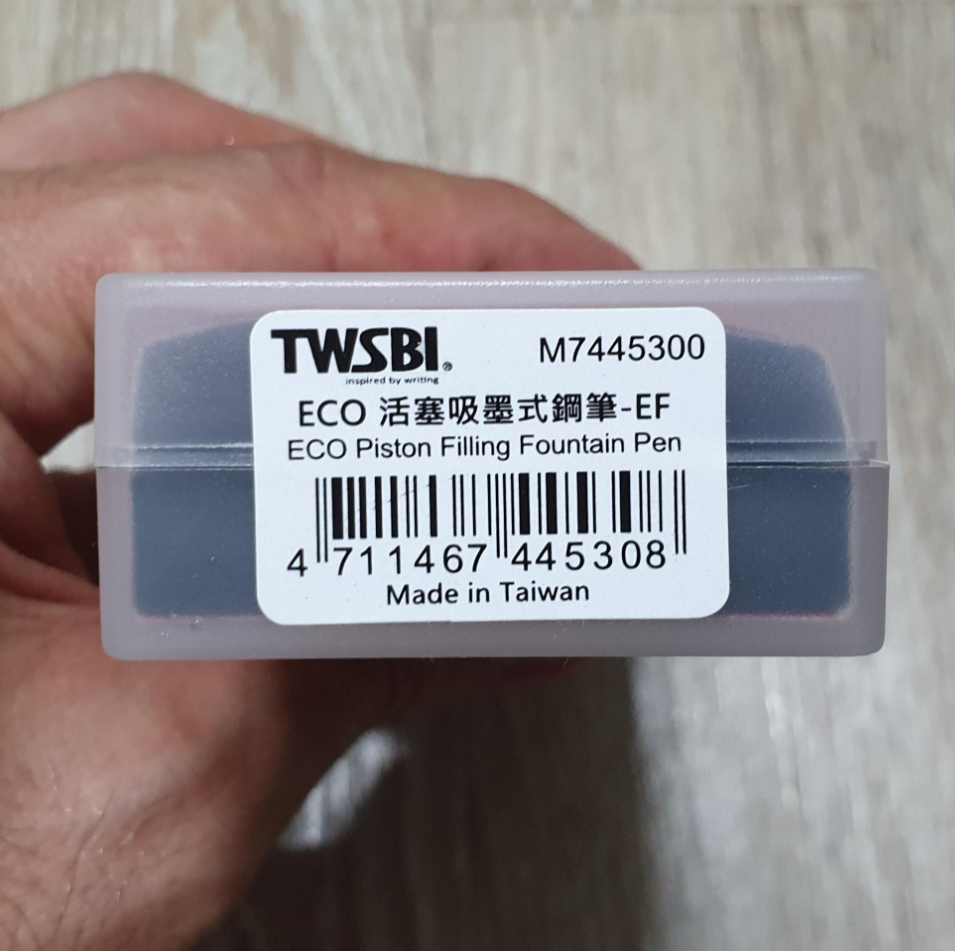 TWSBI®
M7445300
inspired by writing
ECO 活塞吸墨式鋼筆-EF
ECO Piston Filling Fountain Pen
4 711467 445308
Made in Taiwan